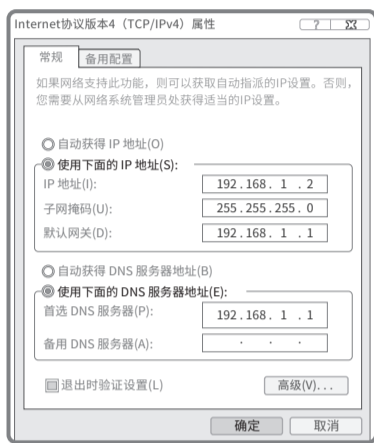 Internet协议版本4（TCP/IPv4）属性
常规 备用配置
如果网络支持此功能，则可以获取自动指派的IP设置。否则，
您需要从网络系统管理员处获得适当的IP设置。
自动获得 IP 地址(O)
使用下面的 IP 地址(S):
IP 地址(I): 192.168. 1 . 2
子网掩码(U): 255.255.255. 0
默认网关(D): 192.168. 1 . 1
自动获得 DNS 服务器地址(B)
使用下面的 DNS 服务器地址(E):
首选 DNS 服务器(P): 192.168. 1 . 1
备用 DNS 服务器(A): . . .
退出时验证设置(L) 高级(V)...
确定 取消